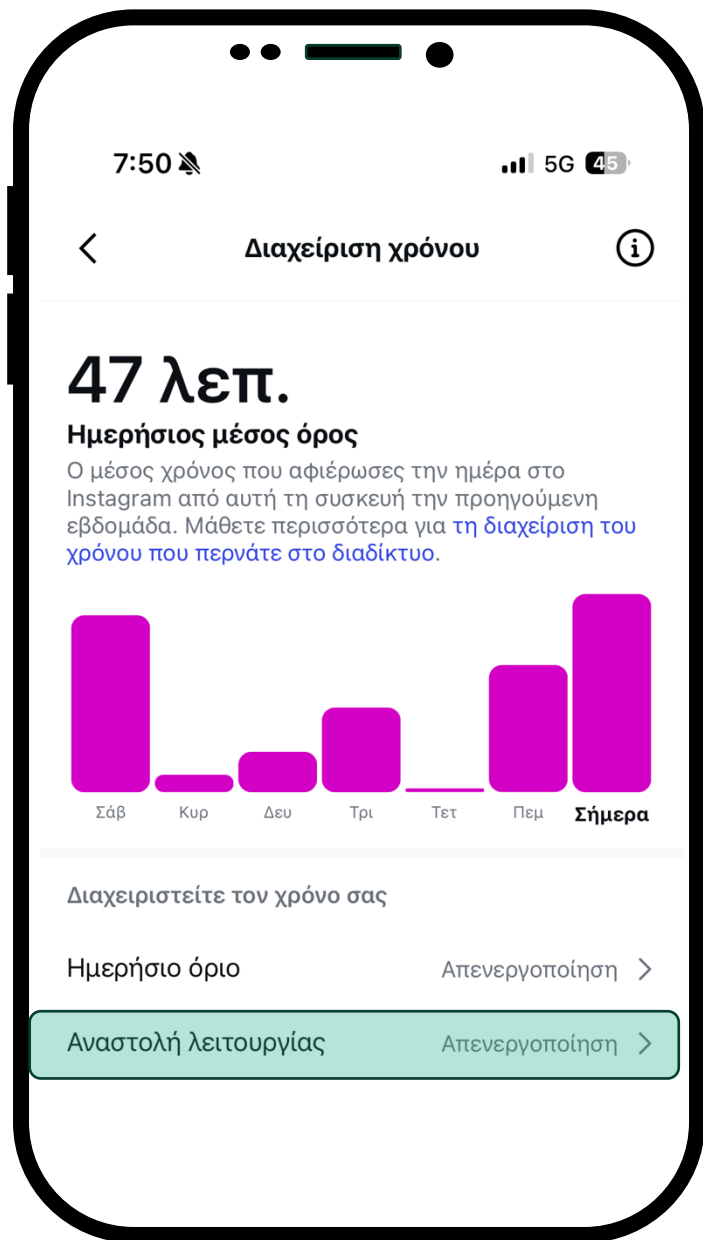 7:50 5G 45
Διαχείριση χρόνου
47 λεπ.
Ημερήσιος μέσος όρος
Ο μέσος χρόνος που αφιέρωσες την ημέρα στο
Instagram από αυτή τη συσκευή την προηγούμενη
εβδομάδα. Μάθετε περισσότερα για τη διαχείριση του
χρόνου που περνάτε στο διαδίκτυο.
Σάβ Κυρ Δευ Τρι Τετ Πεμ Σήμερα
Διαχειριστείτε τον χρόνο σας
Ημερήσιο όριο Απενεργοποίηση
Αναστολή λειτουργίας Απενεργοποίηση